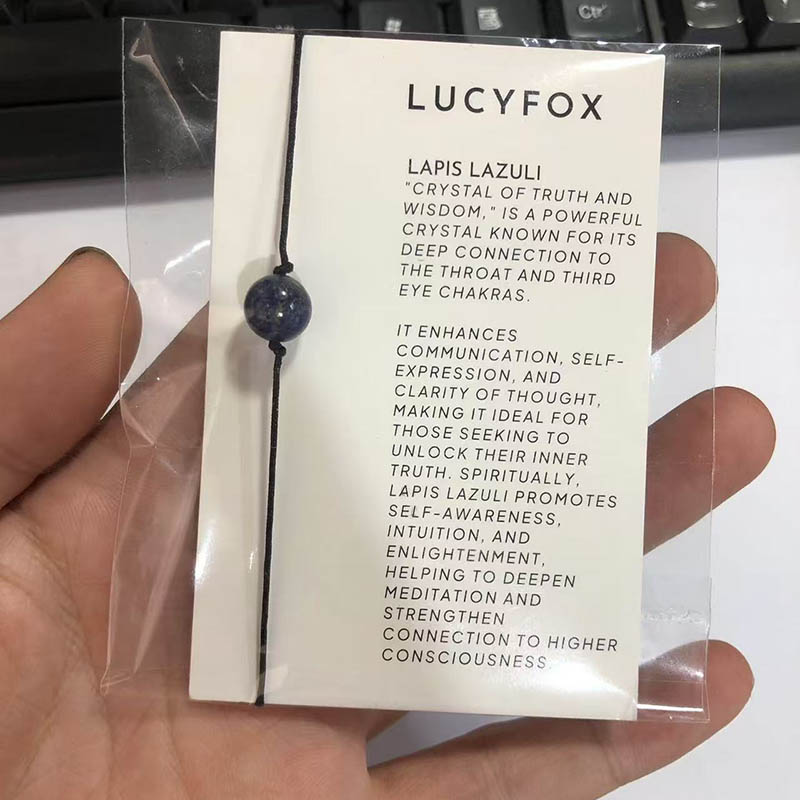 Ctrl
LUCYFOX
LAPIS LAZULI
"CRYSTAL OF TRUTH AND
WISDOM," IS A POWERFUL
CRYSTAL KNOWN FOR ITS
DEEP CONNECTION TO
THE THROAT AND THIRD
EYE CHAKRAS.
IT ENHANCES
COMMUNICATION, SELF-
EXPRESSION, AND
CLARITY OF THOUGHT,
MAKING IT IDEAL FOR
THOSE SEEKING TO
UNLOCK THEIR INNER
TRUTH. SPIRITUALLY,
LAPIS LAZULI PROMOTES
SELF-AWARENESS,
INTUITION, AND
ENLIGHTENMENT,
HELPING TO DEEPEN
MEDITATION AND
STRENGTHEN
CONNECTION TO HIGHER
CONSCIOUSNESS.